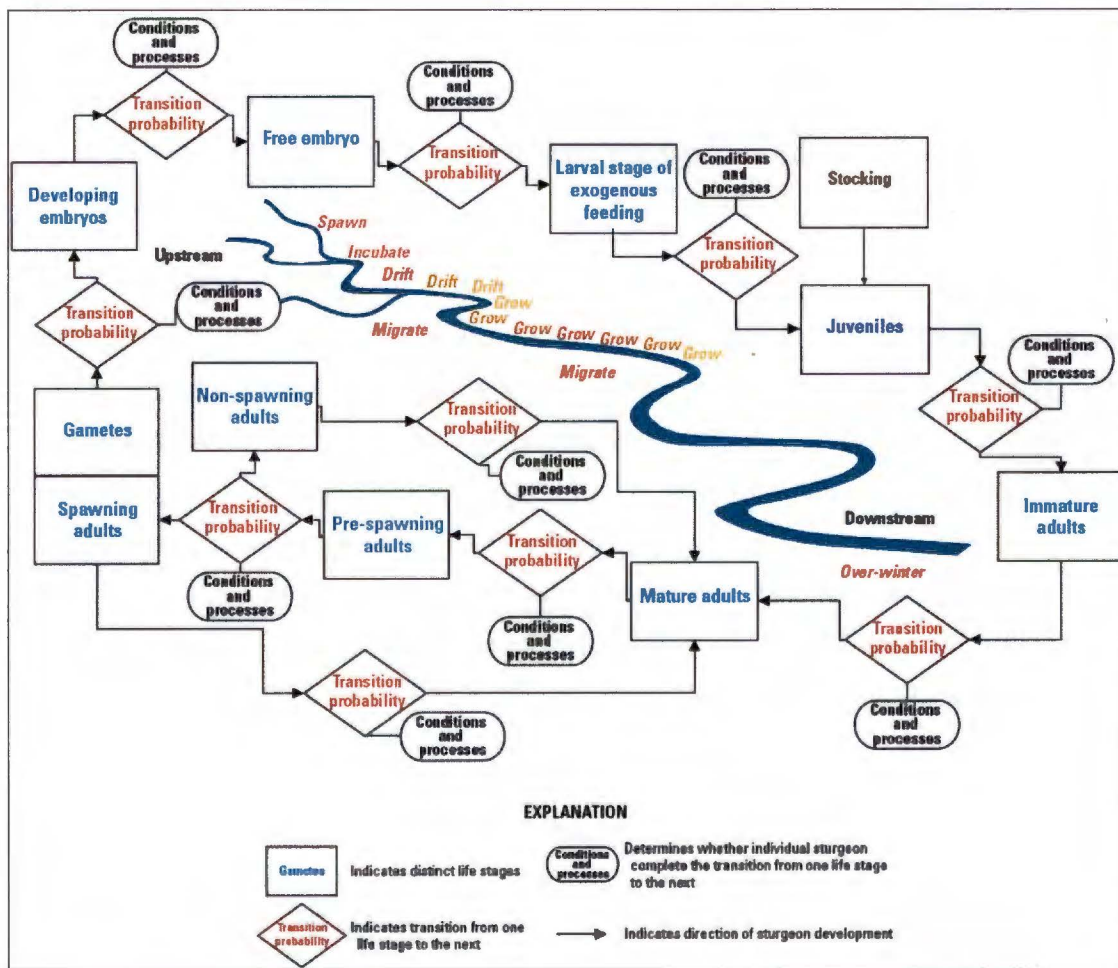 Conditions
and
processes
Transition
probability
Free embryo
Conditions
and
processes
Transition
probability
Larval stage of
exogenous
feeding
Conditions
and
processes
Transition
probability
Stocking
Developing
embryos
Juveniles
Upstream
Spawn
Incubate
Drift
Drift
Drift
Grow
Grow
Grow
Grow
Grow
Grow
Grow
Migrate
Migrate
Transition
probability
Conditions
and
processes
Conditions
and
processes
Transition
probability
Gametes
Non-spawning
adults
Transition
probability
Conditions
and
processes
Spawning
adults
Transition
probability
Conditions
and
processes
Pre-spawning
adults
Transition
probability
Conditions
and
processes
Mature adults
Downstream
Over-winter
Immature
adults
Transition
probability
Conditions
and
processes
Transition
probability
Conditions
and
processes
EXPLANATION
Gametes
Indicates distinct life stages
Conditions
and
processes
Determines whether individual sturgeon
complete the transition from one life stage
to the next
Transition
probability
Indicates transition from one
life stage to the next
Indicates direction of sturgeon development